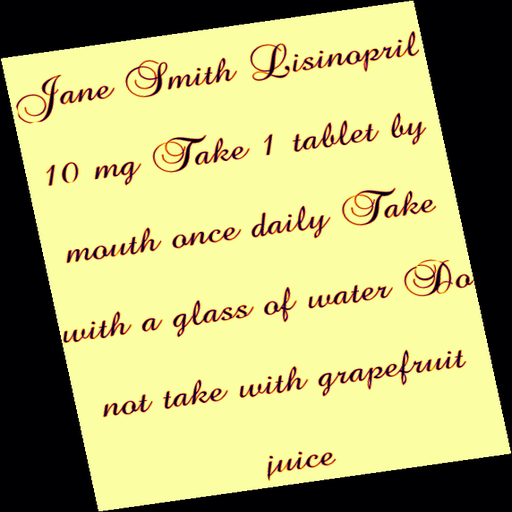 Jane Smith Lisinopril
10 mg Take 1 tablet by
mouth once daily Take
with a glass of water Do
not take with grapefruit
juice